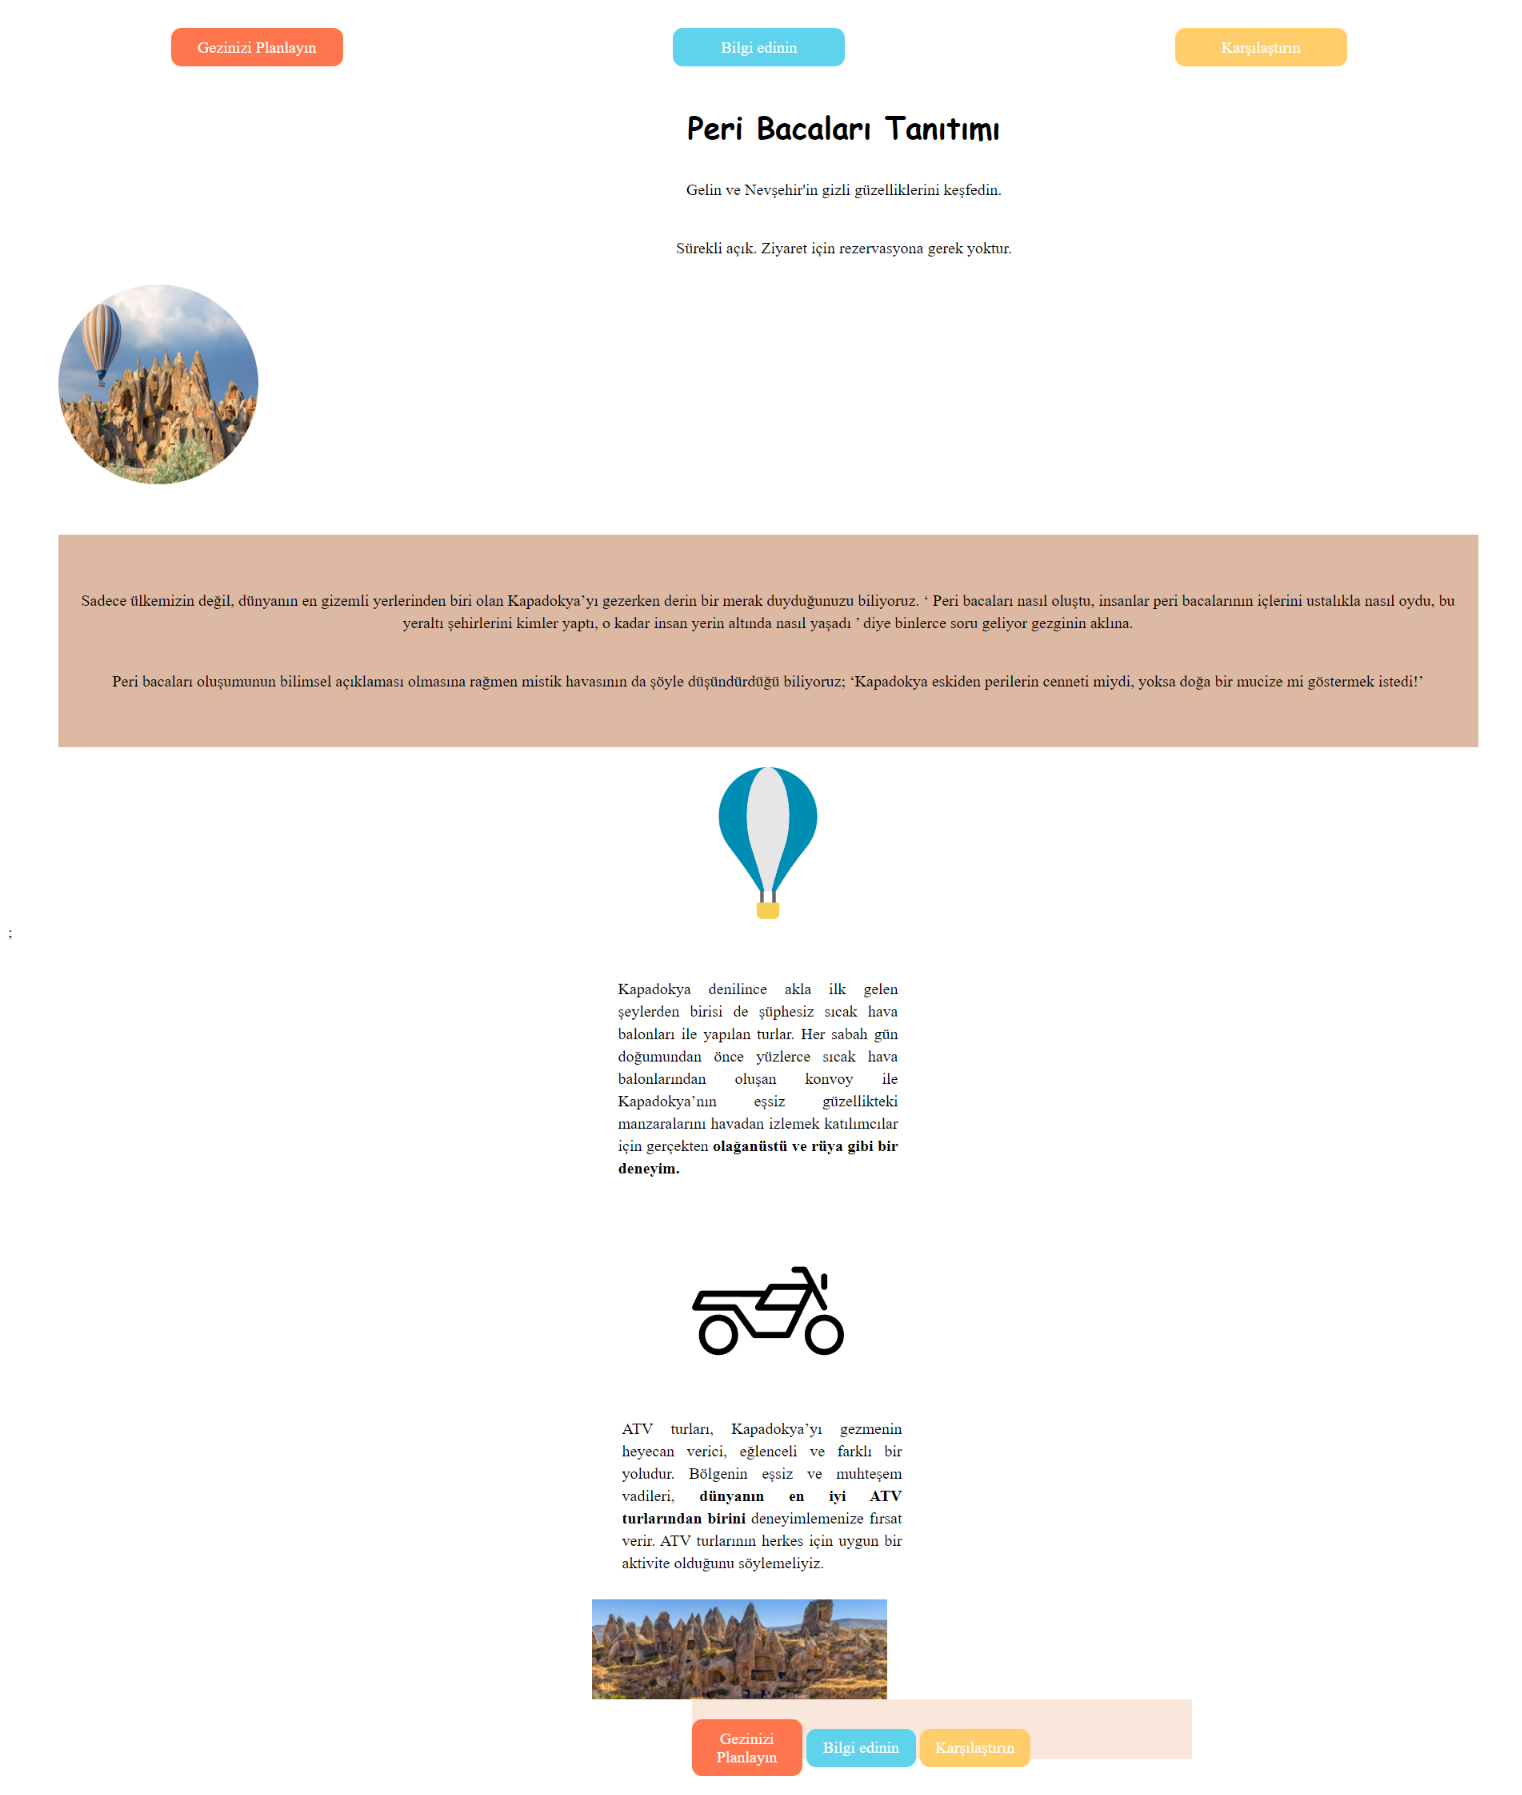 Gezinizi Planlayın
Bilgi edinin
Karşılaştırın
Peri Bacaları Tanıtımı
Gelin ve Nevşehir'in gizli güzelliklerini keşfedin.
Sürekli açık. Ziyaret için rezervasyona gerek yoktur.
Sadece ülkemizin değil, dünyanın en gizemli yerlerinden biri olan Kapadokya’yı gezerken derin bir merak duyduğunuzu biliyoruz. ‘ Peri bacaları nasıl oluştu, insanlar peri bacalarının içlerini ustalıkla nasıl oydu, bu
yeraltı şehirlerini kimler yaptı, o kadar insan yerin altında nasıl yaşadı ’ diye binlerce soru geliyor gezginin aklına.
Peri bacaları oluşumunun bilimsel açıklaması olmasına rağmen mistik havasının da şöyle düşündürdüğü biliyoruz; ‘Kapadokya eskiden perilerin cenneti miydi, yoksa doğa bir mucize mi göstermek istedi!’
;
Kapadokya denilince akla ilk gelen
şeylerden birisi de şüphesiz sıcak hava
balonları ile yapılan turlar. Her sabah gün
doğumundan önce yüzlerce sıcak hava
balonlarından oluşan konvoy ile
Kapadokya’nın eşsiz güzellikteki
manzaralarını havadan izlemek katılımcılar
için gerçekten olağanüstü ve rüya gibi bir
deneyim.
ATV turları, Kapadokya’yı gezmenin
heyecan verici, eğlenceli ve farklı bir
yoludur. Bölgenin eşsiz ve muhteşem
vadileri, dünyanın en iyi ATV
turlarından birini deneyimlemenize fırsat
verir. ATV turlarının herkes için uygun bir
aktivite olduğunu söylemeliyiz.
Gezinizi
Planlayın
Bilgi edinin
Karşılaştırın